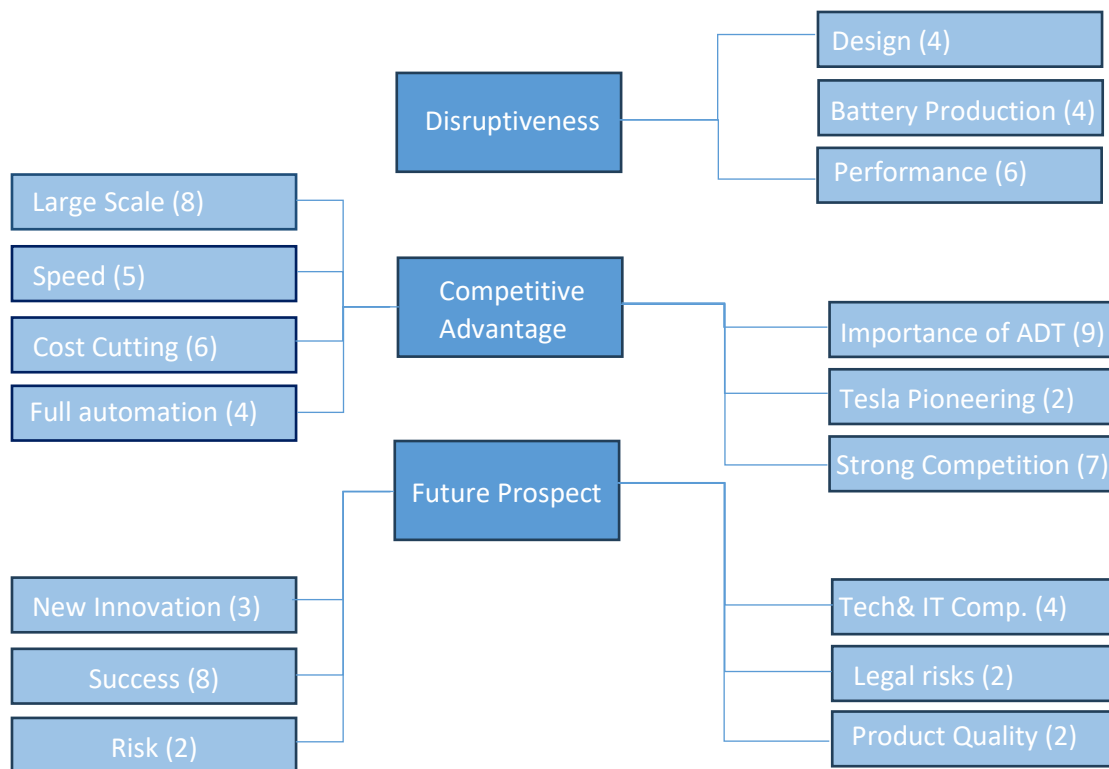 Design (4)
Disruptiveness
Battery Production (4)
Performance (6)
Large Scale (8)
Speed (5)
Cost Cutting (6)
Full automation (4)
Competitive
Advantage
Importance of ADT (9)
Tesla Pioneering (2)
Strong Competition (7)
Future Prospect
New Innovation (3)
Success (8)
Risk (2)
Tech& IT Comp. (4)
Legal risks (2)
Product Quality (2)